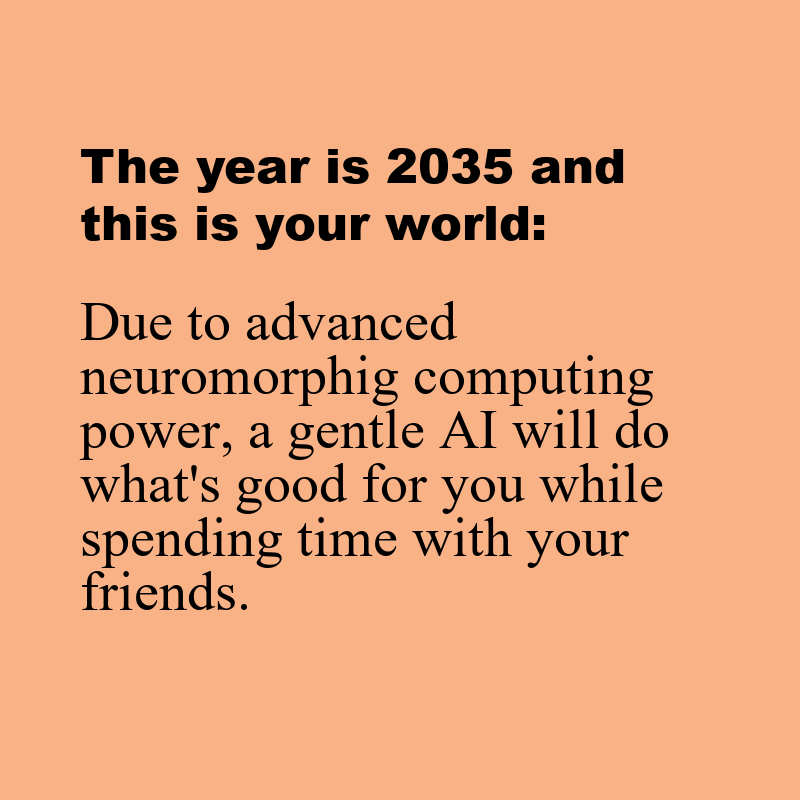 The year is 2035 and
this is your world:
Due to advanced
neuromorphig computing
power, a gentle AI will do
what's good for you while
spending time with your
friends.